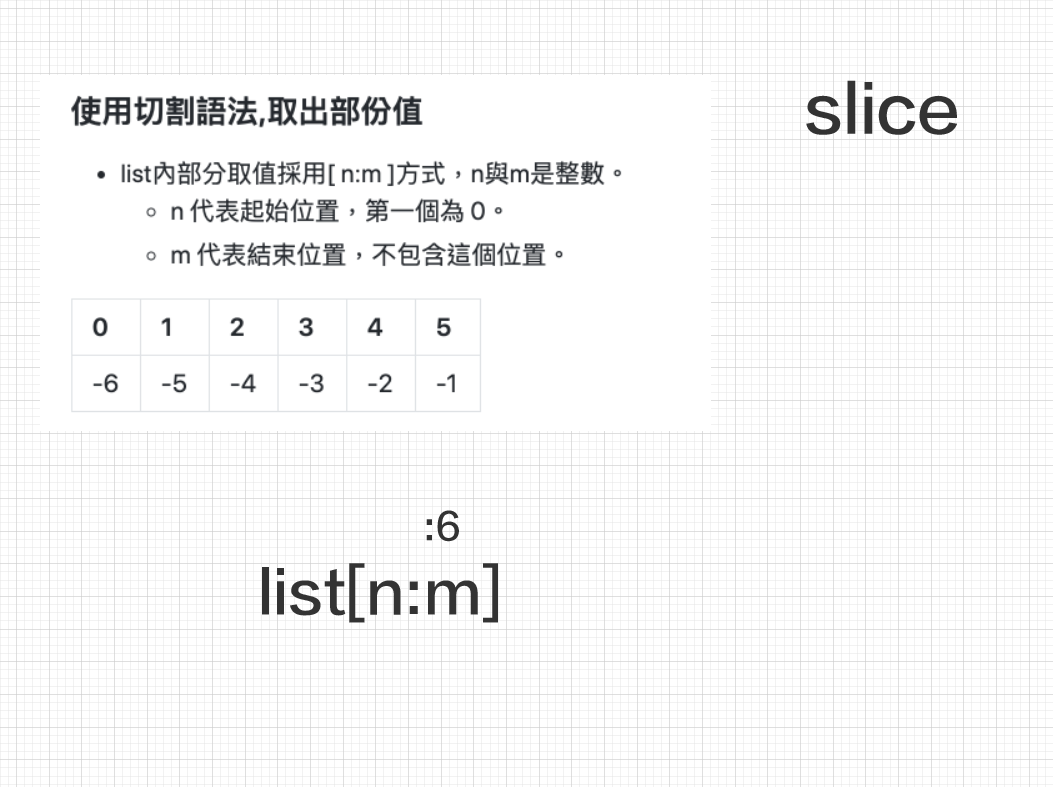 使用切割語法,取出部份值
slice
• list內部分取值採用[ n:m ]方式，n與m是整數。
◦ n 代表起始位置，第一個為 0。
◦ m 代表結束位置，不包含這個位置。
0 1 2 3 4 5
-6 -5 -4 -3 -2 -1
:6
list[n:m]